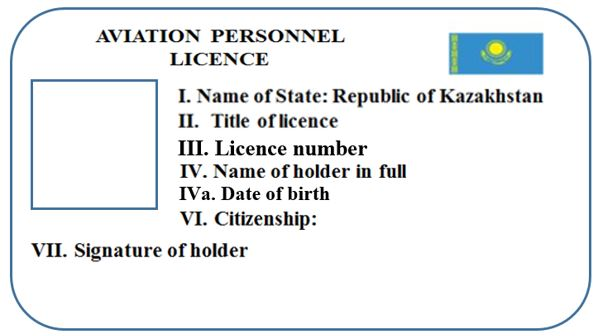 AVIATION PERSONNEL
LICENCE
I. Name of State: Republic of Kazakhstan
II. Title of licence
III. Licence number
IV. Name of holder in full
IVa. Date of birth
VI. Citizenship:
VII. Signature of holder